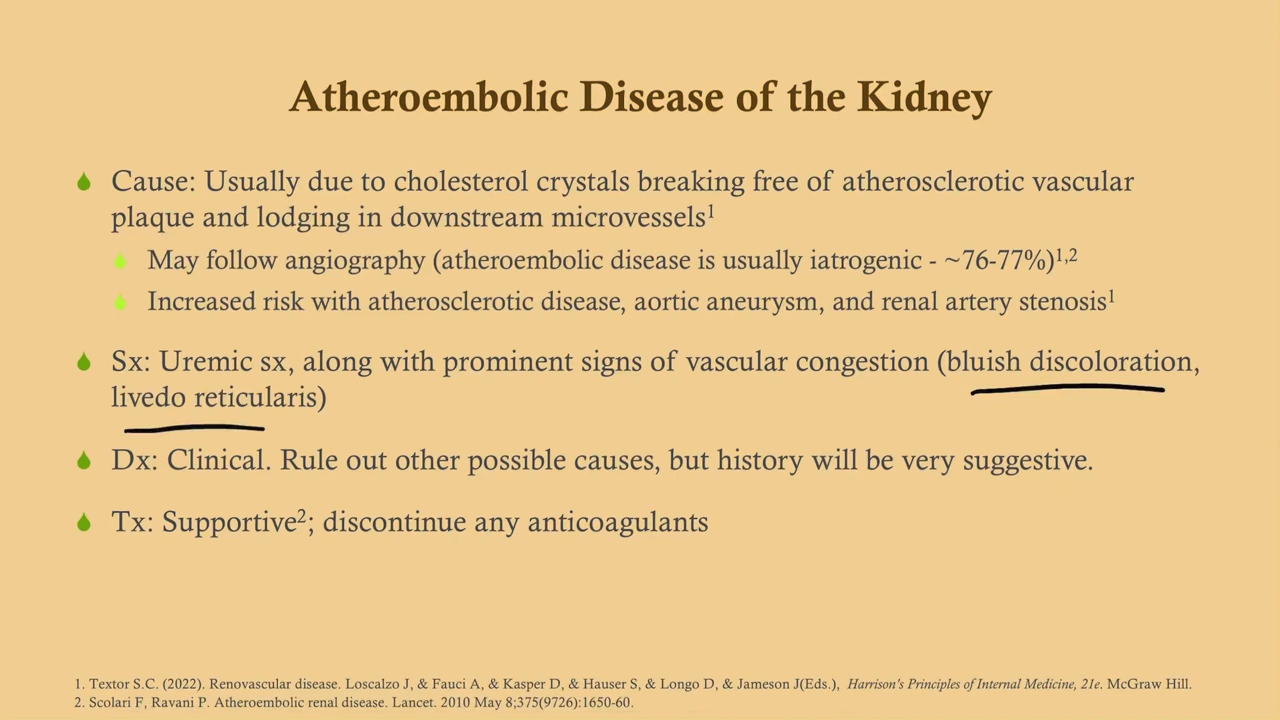 Atheroembolic Disease of the Kidney
Cause: Usually due to cholesterol crystals breaking free of atherosclerotic vascular
plaque and lodging in downstream microvessels¹
May follow angiography (atheroembolic disease is usually iatrogenic - ~76-77%)¹,²
Increased risk with atherosclerotic disease, aortic aneurysm, and renal artery stenosis¹
Sx: Uremic sx, along with prominent signs of vascular congestion (bluish discoloration,
livedo reticularis)
Dx: Clinical. Rule out other possible causes, but history will be very suggestive.
Tx: Supportive²; discontinue any anticoagulants
1. Textor S.C. (2022). Renovascular disease. Loscalzo J, & Fauci A, & Kasper D, & Hauser S, & Longo D, & Jameson J(Eds.), Harrison's Principles of Internal Medicine, 21e. McGraw Hill.
2. Scolari F, Ravani P. Atheroembolic renal disease. Lancet. 2010 May 8;375(9726):1650-60.